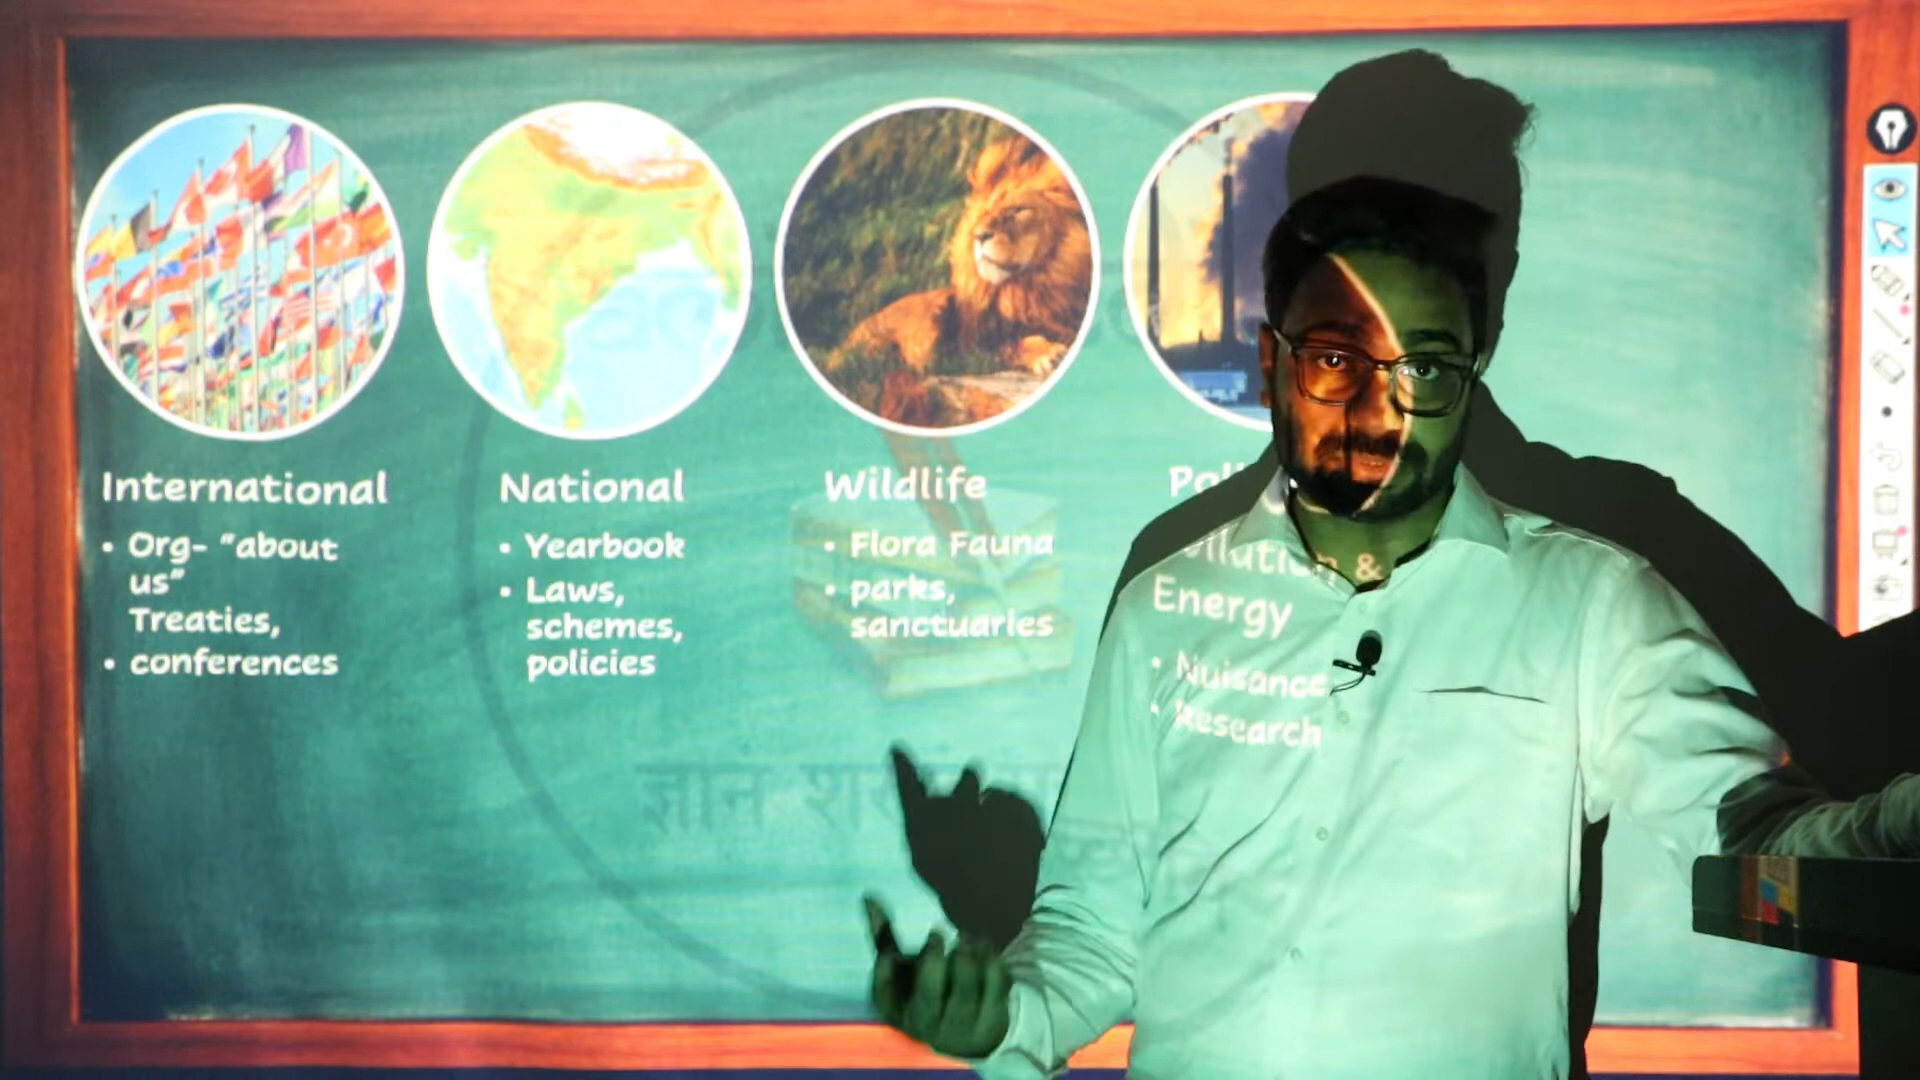 International
• Org- "about
us"
Treaties,
• conferences
National
• Yearbook
• Laws,
schemes,
policies
Wildlife
• Flora Fauna
• parks,
sanctuaries
Pollution &
Energy
• Nuisance
• Research
ज्ञानं